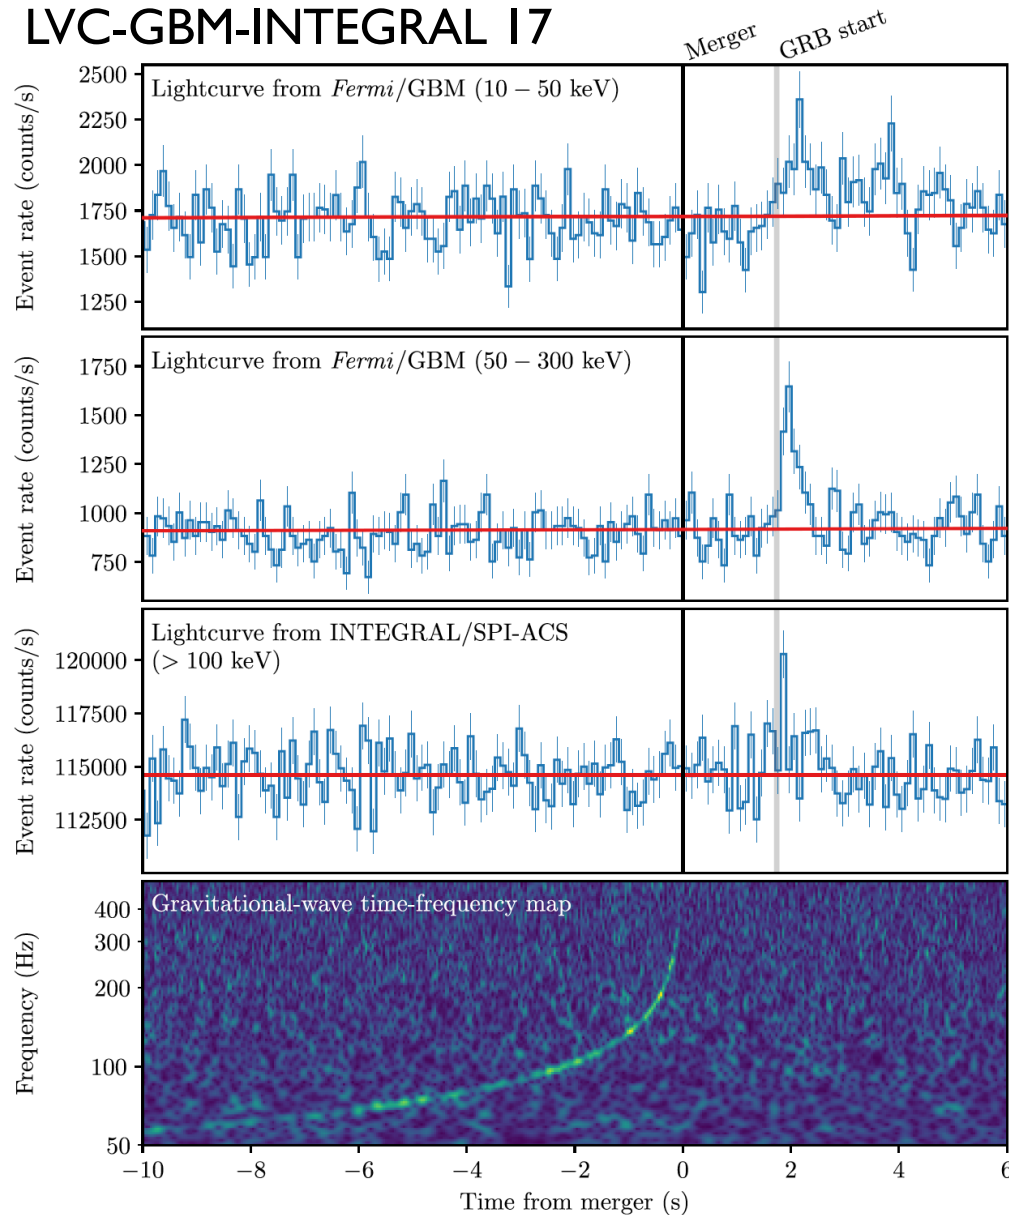 LVC-GBM-INTEGRAL 17
Merger
GRB start
Lightcurve from Fermi/GBM (10 − 50 keV)
Event rate (counts/s)
2500
2250
2000
1750
1500
1250
Lightcurve from Fermi/GBM (50 − 300 keV)
Event rate (counts/s)
1750
1500
1250
1000
750
Lightcurve from INTEGRAL/SPI-ACS
(> 100 keV)
Event rate (counts/s)
120000
117500
115000
112500
Gravitational-wave time-frequency map
Frequency (Hz)
400
300
200
100
50
−10 −8 −6 −4 −2 0 2 4 6
Time from merger (s)